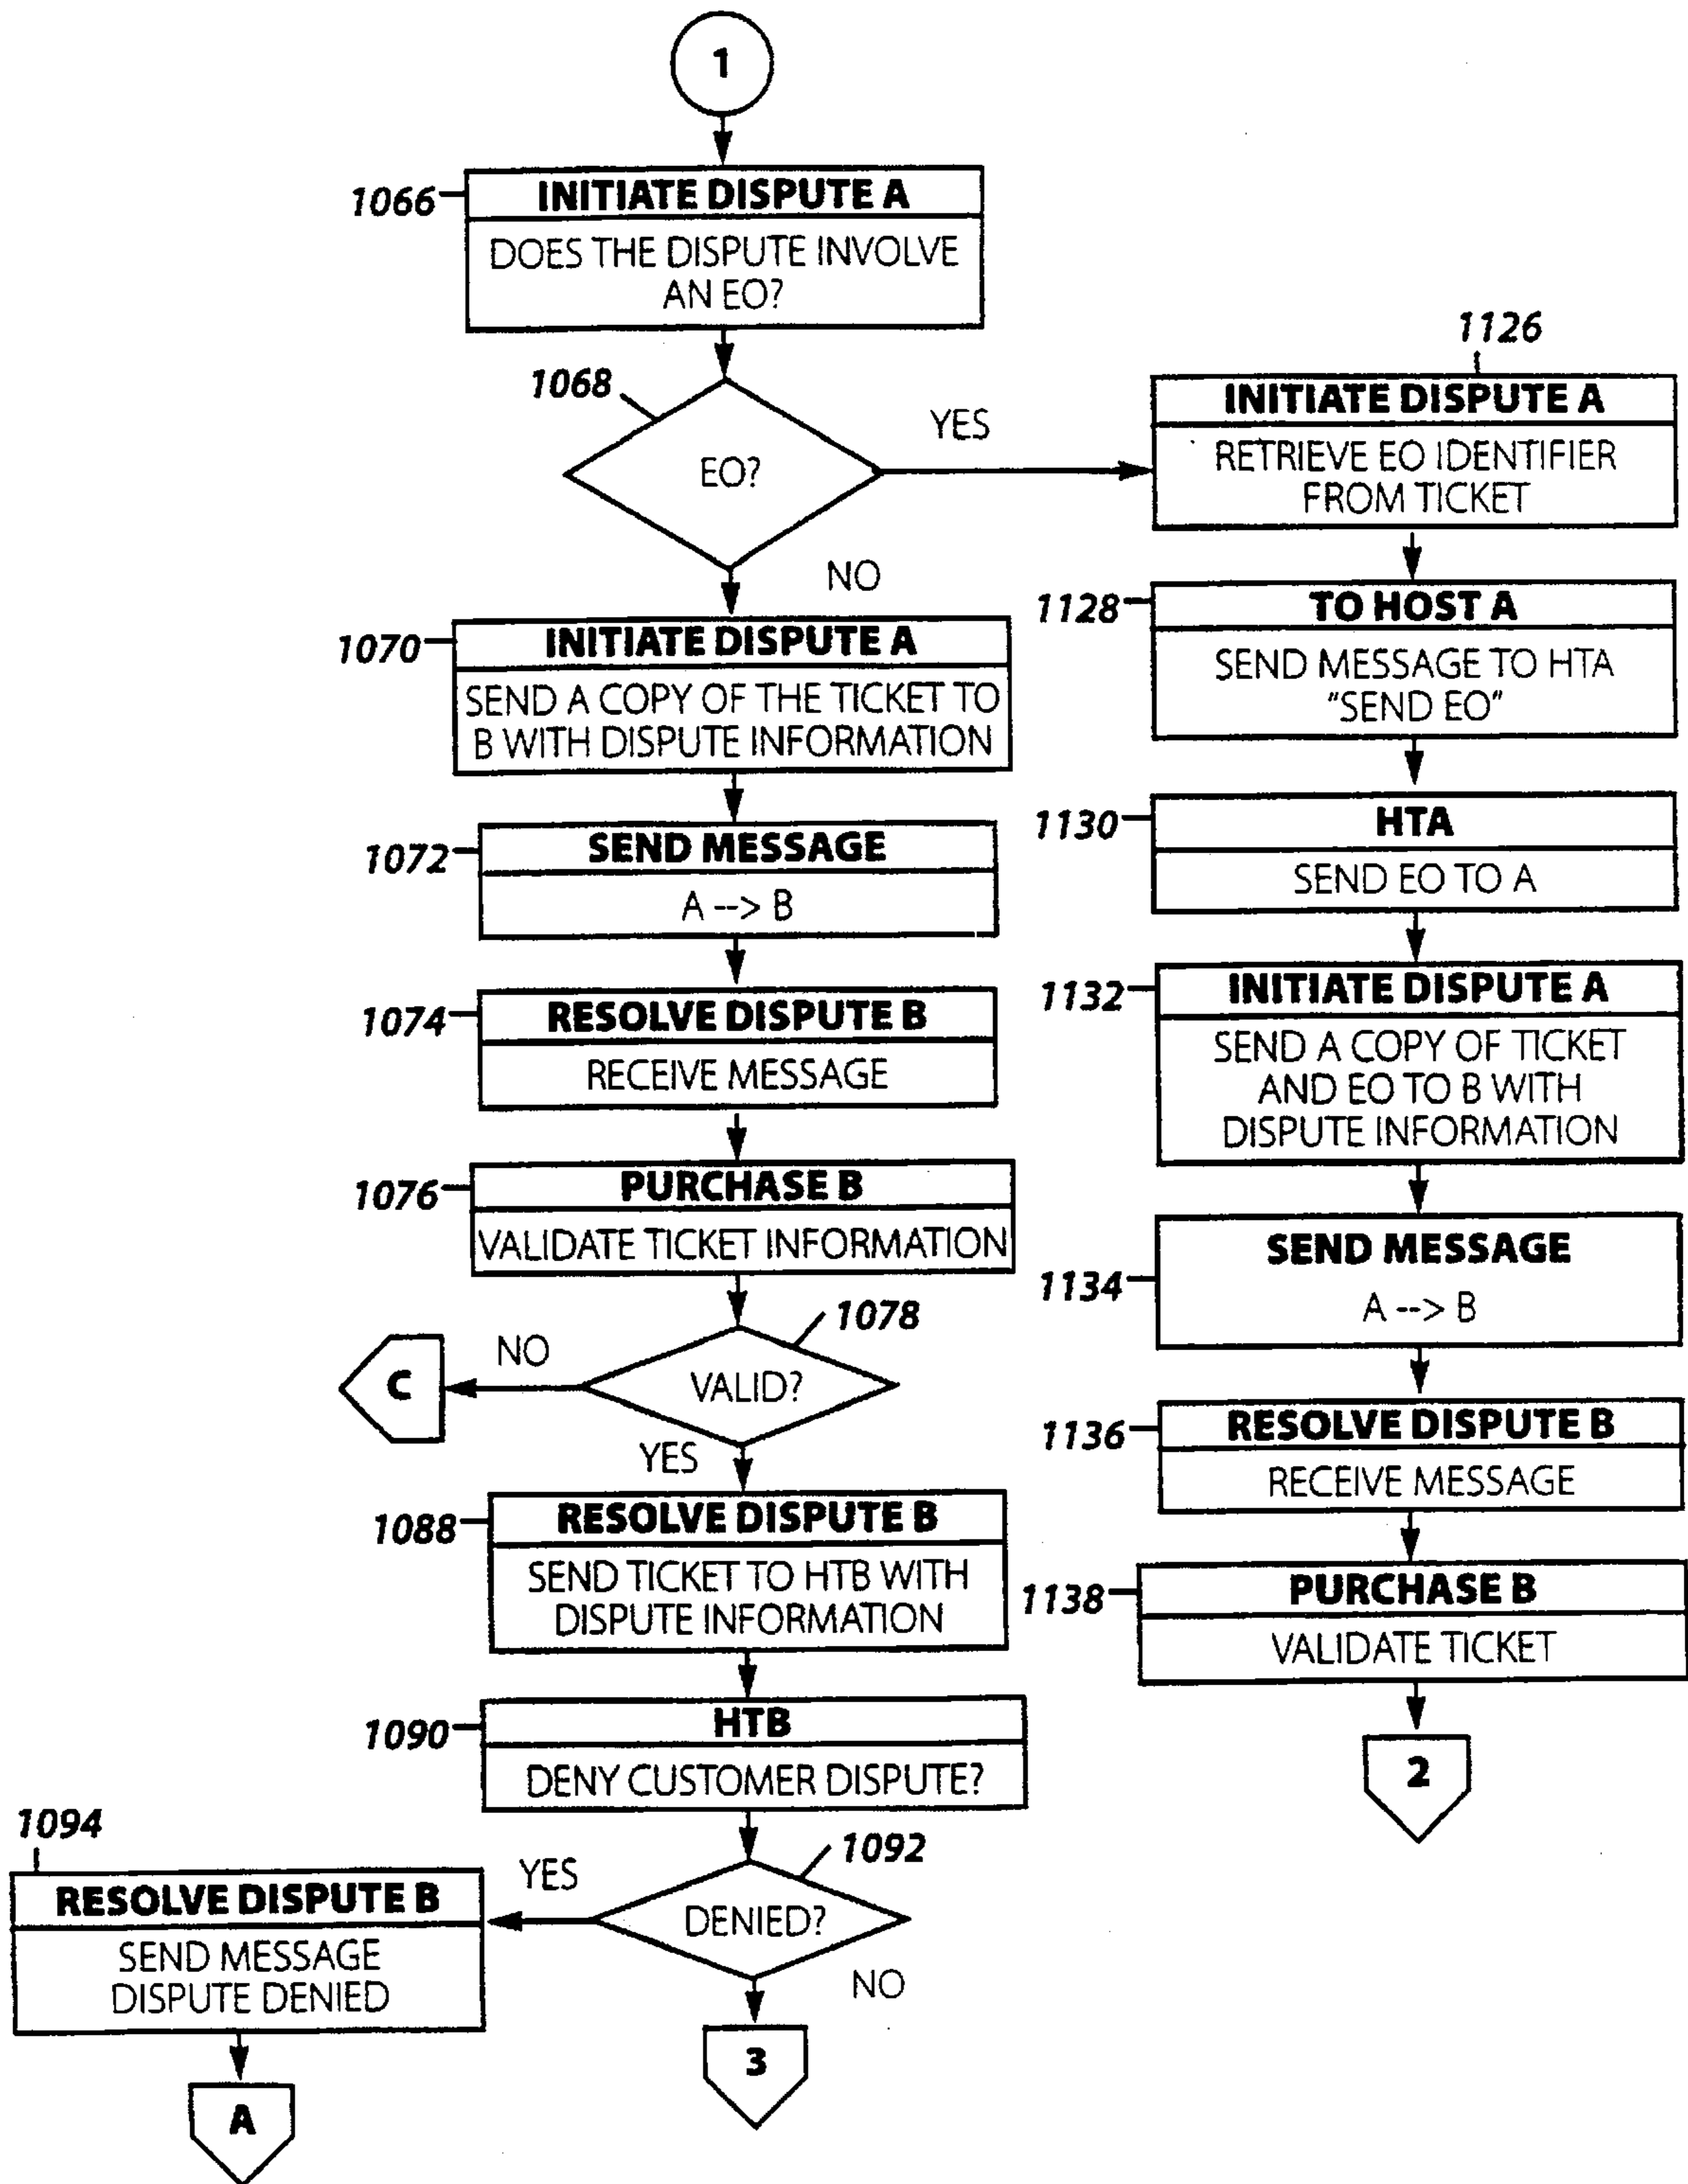 1
1066
INITIATE DISPUTE A
DOES THE DISPUTE INVOLVE
AN EO?
1068
EO?
YES
NO
1070
INITIATE DISPUTE A
SEND A COPY OF THE TICKET TO
B WITH DISPUTE INFORMATION
1072
SEND MESSAGE
A --> B
1074
RESOLVE DISPUTE B
RECEIVE MESSAGE
1076
PURCHASE B
VALIDATE TICKET INFORMATION
1078
VALID?
NO
C
YES
1088
RESOLVE DISPUTE B
SEND TICKET TO HTB WITH
DISPUTE INFORMATION
1090
HTB
DENY CUSTOMER DISPUTE?
1092
DENIED?
YES
NO
3
1094
RESOLVE DISPUTE B
SEND MESSAGE
DISPUTE DENIED
A
1126
INITIATE DISPUTE A
RETRIEVE EO IDENTIFIER
FROM TICKET
1128
TO HOST A
SEND MESSAGE TO HTA
"SEND EO"
1130
HTA
SEND EO TO A
1132
INITIATE DISPUTE A
SEND A COPY OF TICKET
AND EO TO B WITH
DISPUTE INFORMATION
1134
SEND MESSAGE
A --> B
1136
RESOLVE DISPUTE B
RECEIVE MESSAGE
1138
PURCHASE B
VALIDATE TICKET
2